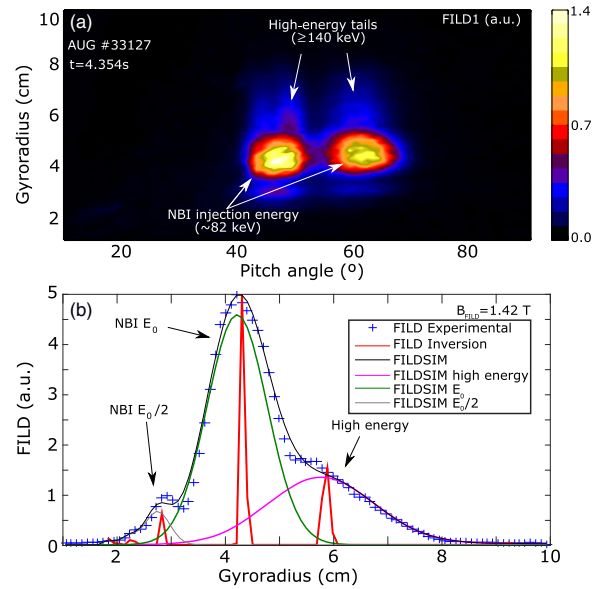 (a)
AUG #33127
t=4.354s
High-energy tails
(≥140 keV)
FILD1 (a.u.)
NBI injection energy
(~82 keV)
10
8
6
4
2
Gyroradius (cm)
20
40
60
80
Pitch angle (º)
1.4
0.7
0.0
(b)
B_FILD=1.42 T
FILD Experimental
FILD Inversion
FILDSIM
FILDSIM high energy
FILDSIM E₀
FILDSIM E₀/2
NBI E₀
NBI E₀/2
High energy
5
4
3
2
1
0
FILD (a.u.)
2
4
6
8
10
Gyroradius (cm)